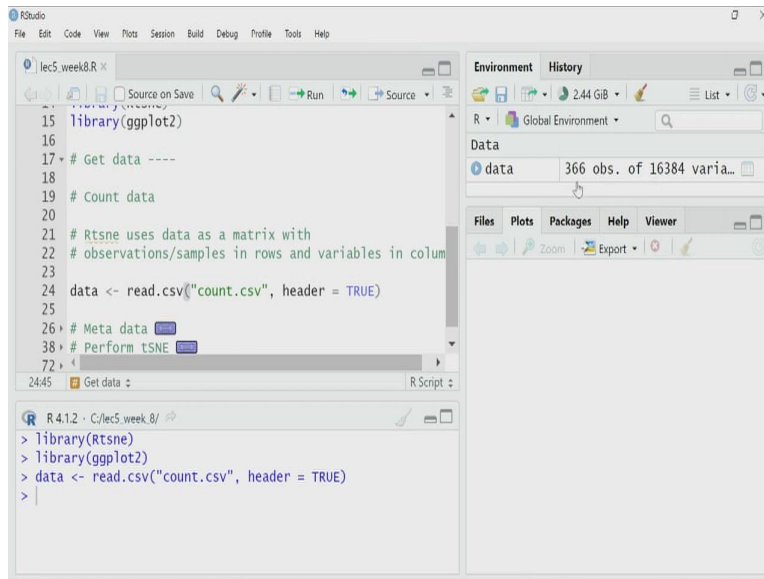 RStudio
File Edit Code View Plots Session Build Debug Profile Tools Help
lec5_week8.R
Source on Save Run Source
15 library(ggplot2)
16
17 # Get data ----
18
19 # Count data
20
21 # Rtsne uses data as a matrix with
22 # observations/samples in rows and variables in colum
23
24 data <- read.csv("count.csv", header = TRUE)
25
26 # Meta data
38 # Perform tSNE
72
24:45 # Get data R Script
R 4.1.2 · C:/lec5_week_8/
> library(Rtsne)
> library(ggplot2)
> data <- read.csv("count.csv", header = TRUE)
>
Environment History
2.44 GiB List
R Global Environment
Data
data 366 obs. of 16384 varia…
Files Plots Packages Help Viewer
Zoom Export